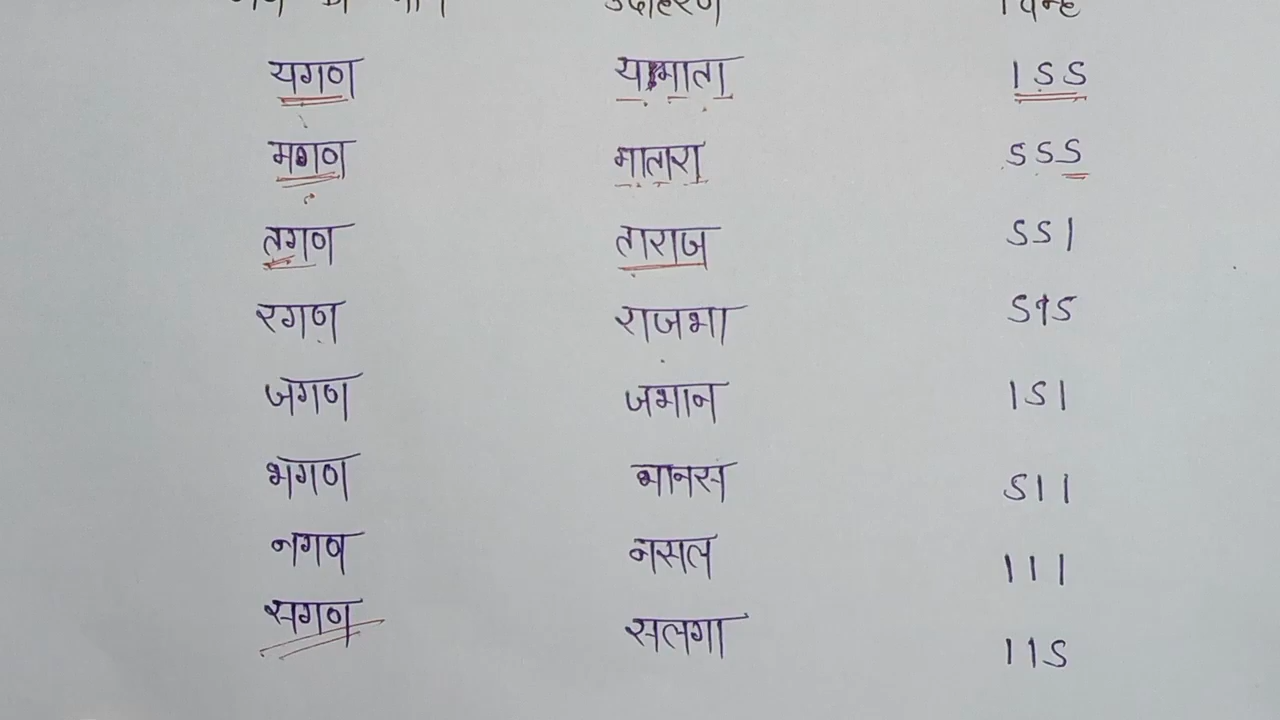 उदाहरण चिन्ह
यगण यामाता ISS
मगण मातारा SSS
तगण ताराज SSI
रगण राजभा SIS
जगण जभान ISI
भगण भानस SII
नगण नसल III
सगण सलगा IIS